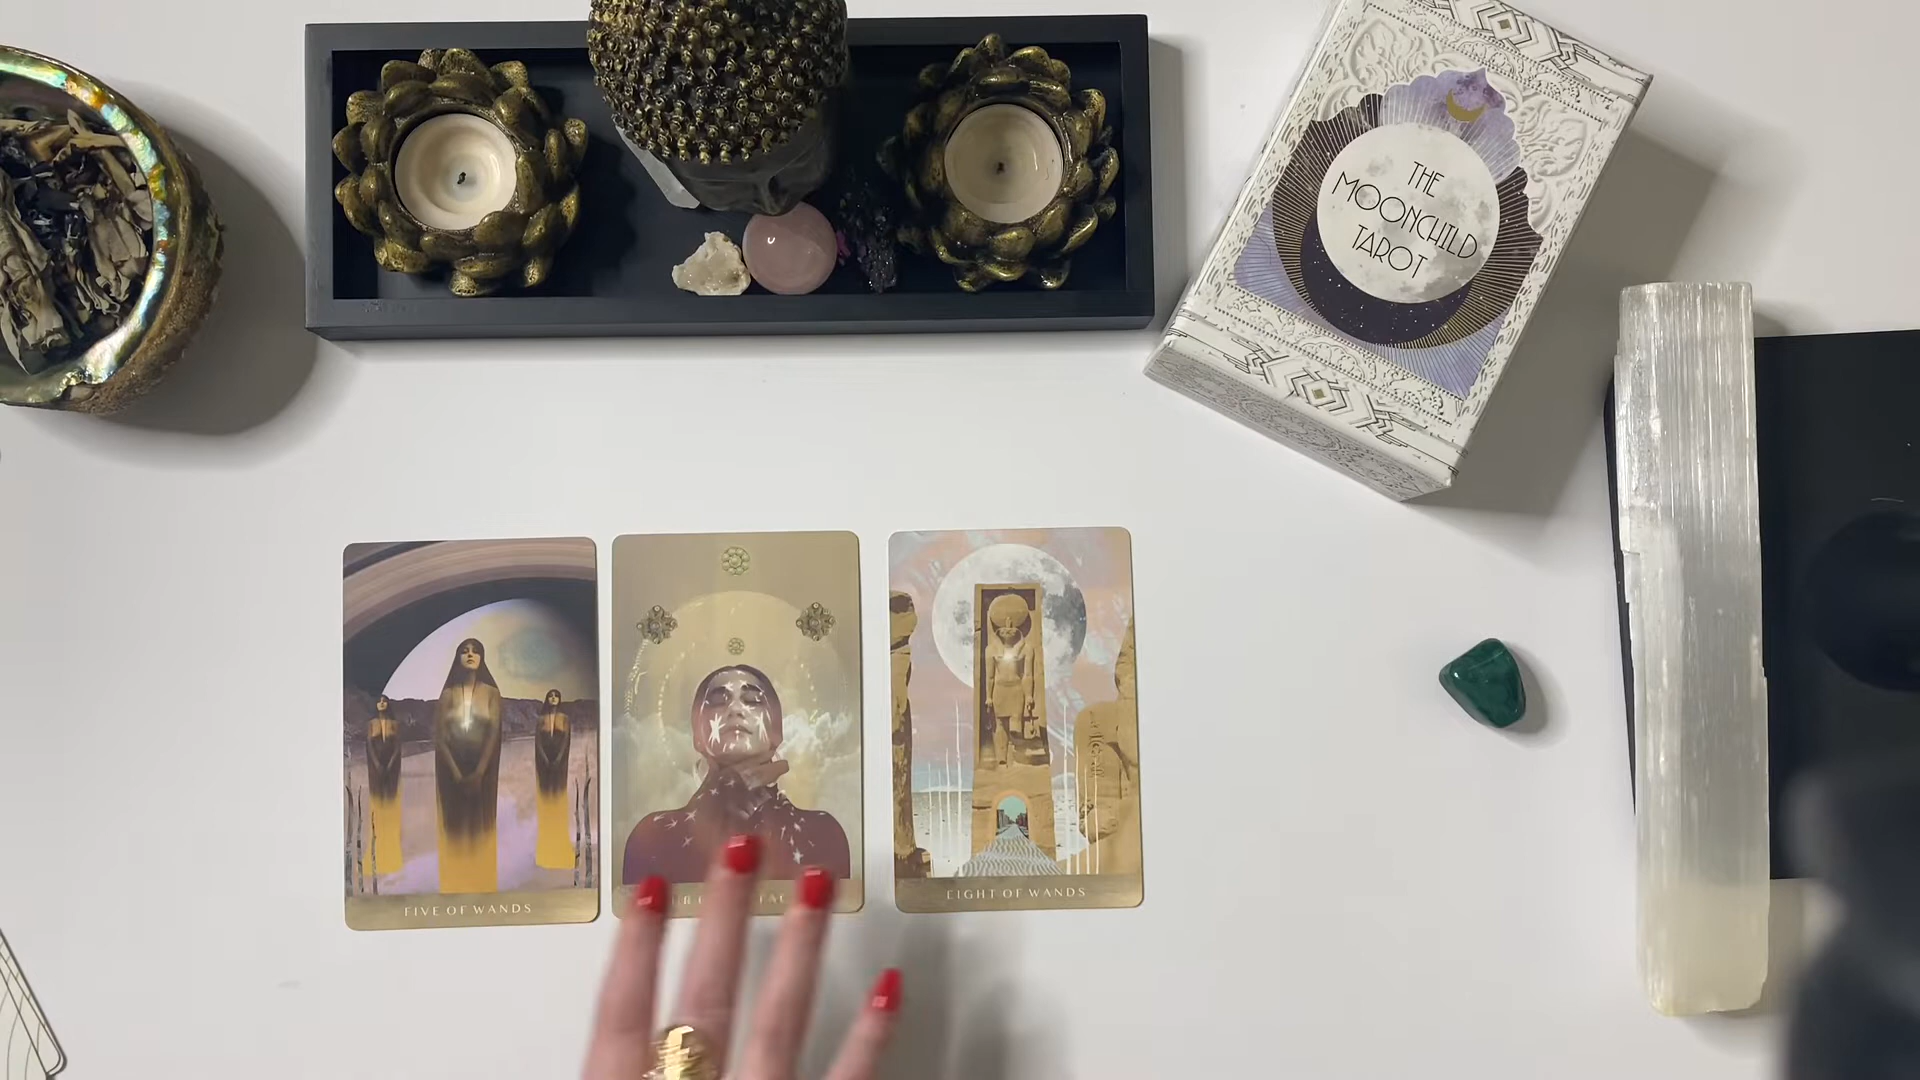 THE
MOONCHILD
TAROT
FIVE OF WANDS
EIGHT OF WANDS